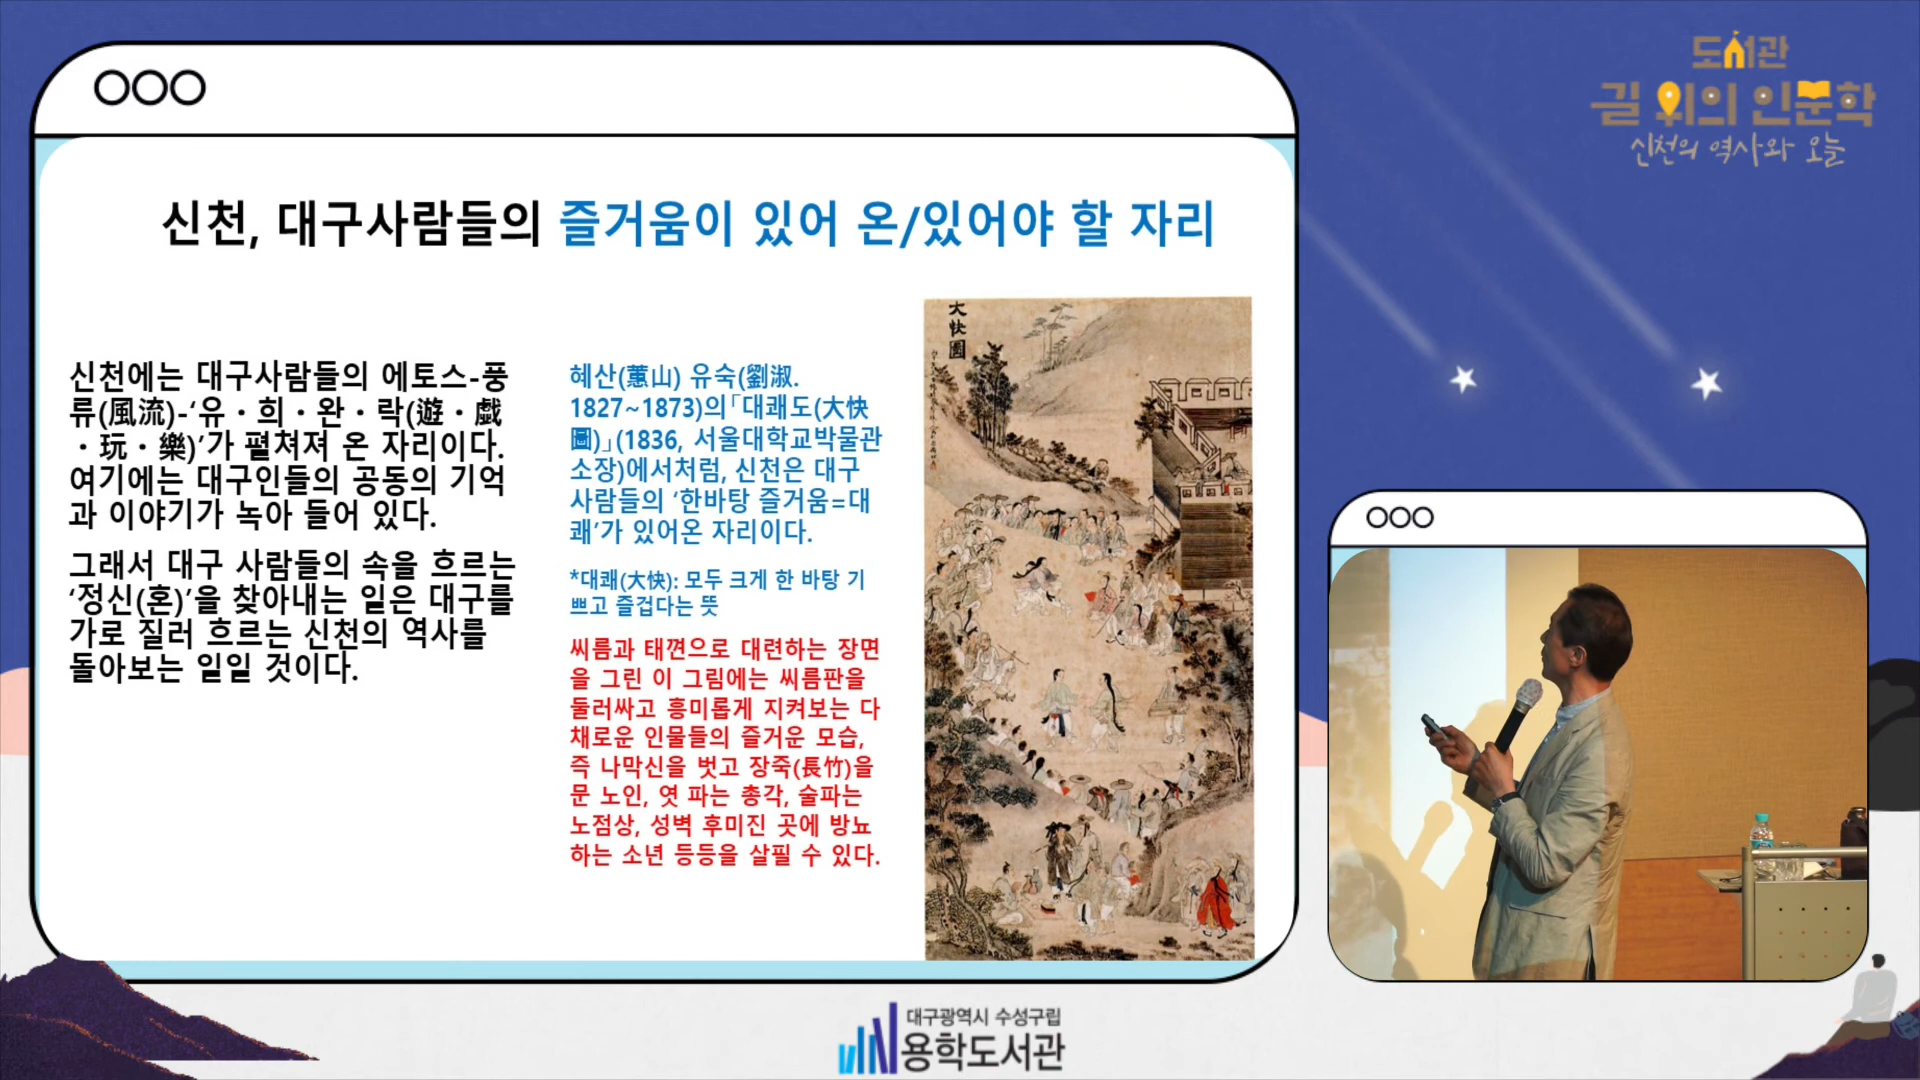 도서관
길 위의 인문학
신천의 역사와 오늘
신천, 대구사람들의 즐거움이 있어 온/있어야 할 자리
신천에는 대구사람들의 에토스-풍
류(風流)-‘유・희・완・락(遊・戱
・玩・樂)’가 펼쳐져 온 자리이다.
여기에는 대구인들의 공동의 기억
과 이야기가 녹아 들어 있다.
그래서 대구 사람들의 속을 흐르는
‘정신(혼)’을 찾아내는 일은 대구를
가로 질러 흐르는 신천의 역사를
돌아보는 일일 것이다.
혜산(蕙山) 유숙(劉淑.
1827~1873)의「대쾌도(大快
圖)」(1836, 서울대학교박물관
소장)에서처럼, 신천은 대구
사람들의 ‘한바탕 즐거움=대
쾌’가 있어온 자리이다.
*대쾌(大快): 모두 크게 한 바탕 기
쁘고 즐겁다는 뜻
씨름과 태껸으로 대련하는 장면
을 그린 이 그림에는 씨름판을
둘러싸고 흥미롭게 지켜보는 다
채로운 인물들의 즐거운 모습,
즉 나막신을 벗고 장죽(長竹)을
문 노인, 엿 파는 총각, 술파는
노점상, 성벽 후미진 곳에 방뇨
하는 소년 등등을 살필 수 있다.
大快圖
대구광역시 수성구립
용학도서관